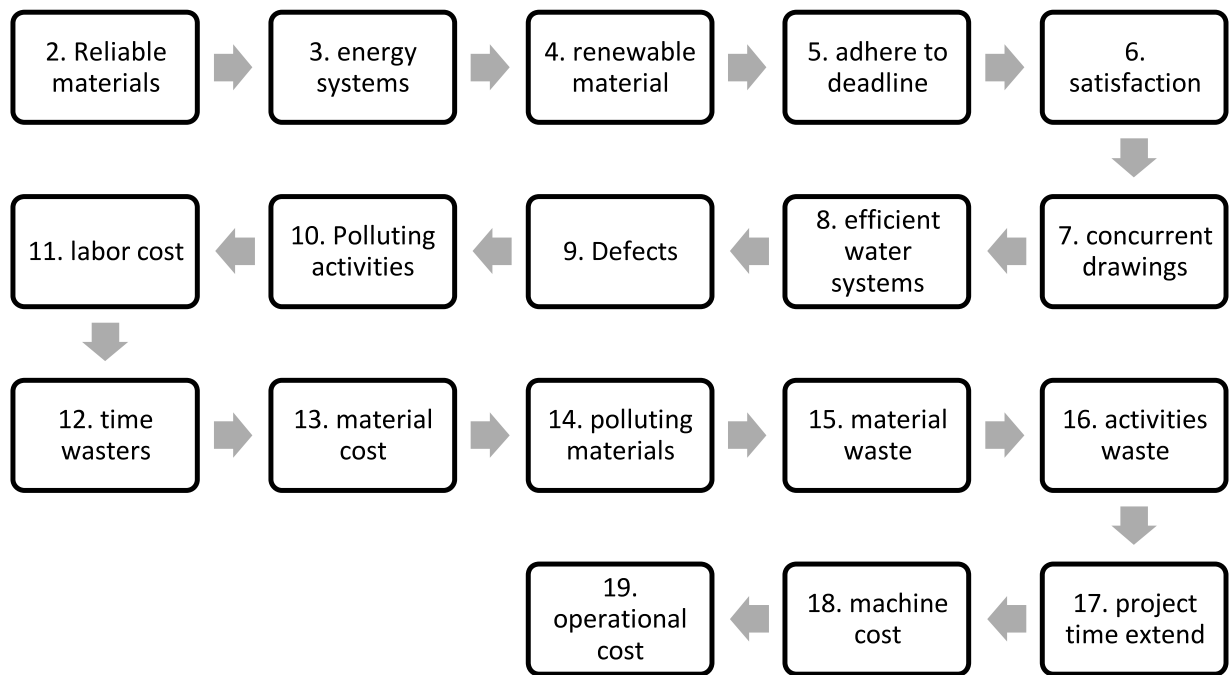 2. Reliable
materials
3. energy
systems
4. renewable
material
5. adhere to
deadline
6.
satisfaction
7. concurrent
drawings
8. efficient
water
systems
9. Defects
10. Polluting
activities
11. labor cost
12. time
wasters
13. material
cost
14. polluting
materials
15. material
waste
16. activities
waste
17. project
time extend
18. machine
cost
19.
operational
cost